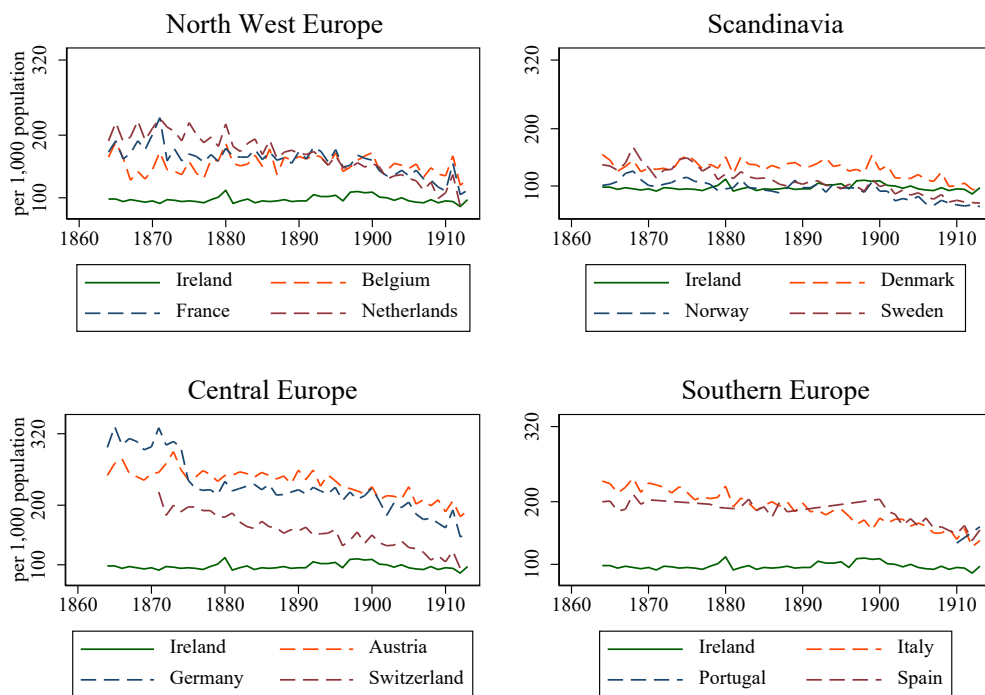 North West Europe
per 1,000 population
320
200
100
1860 1870 1880 1890 1900 1910
Ireland Belgium
France Netherlands
Scandinavia
320
200
100
1860 1870 1880 1890 1900 1910
Ireland Denmark
Norway Sweden
Central Europe
per 1,000 population
320
200
100
1860 1870 1880 1890 1900 1910
Ireland Austria
Germany Switzerland
Southern Europe
320
200
100
1860 1870 1880 1890 1900 1910
Ireland Italy
Portugal Spain